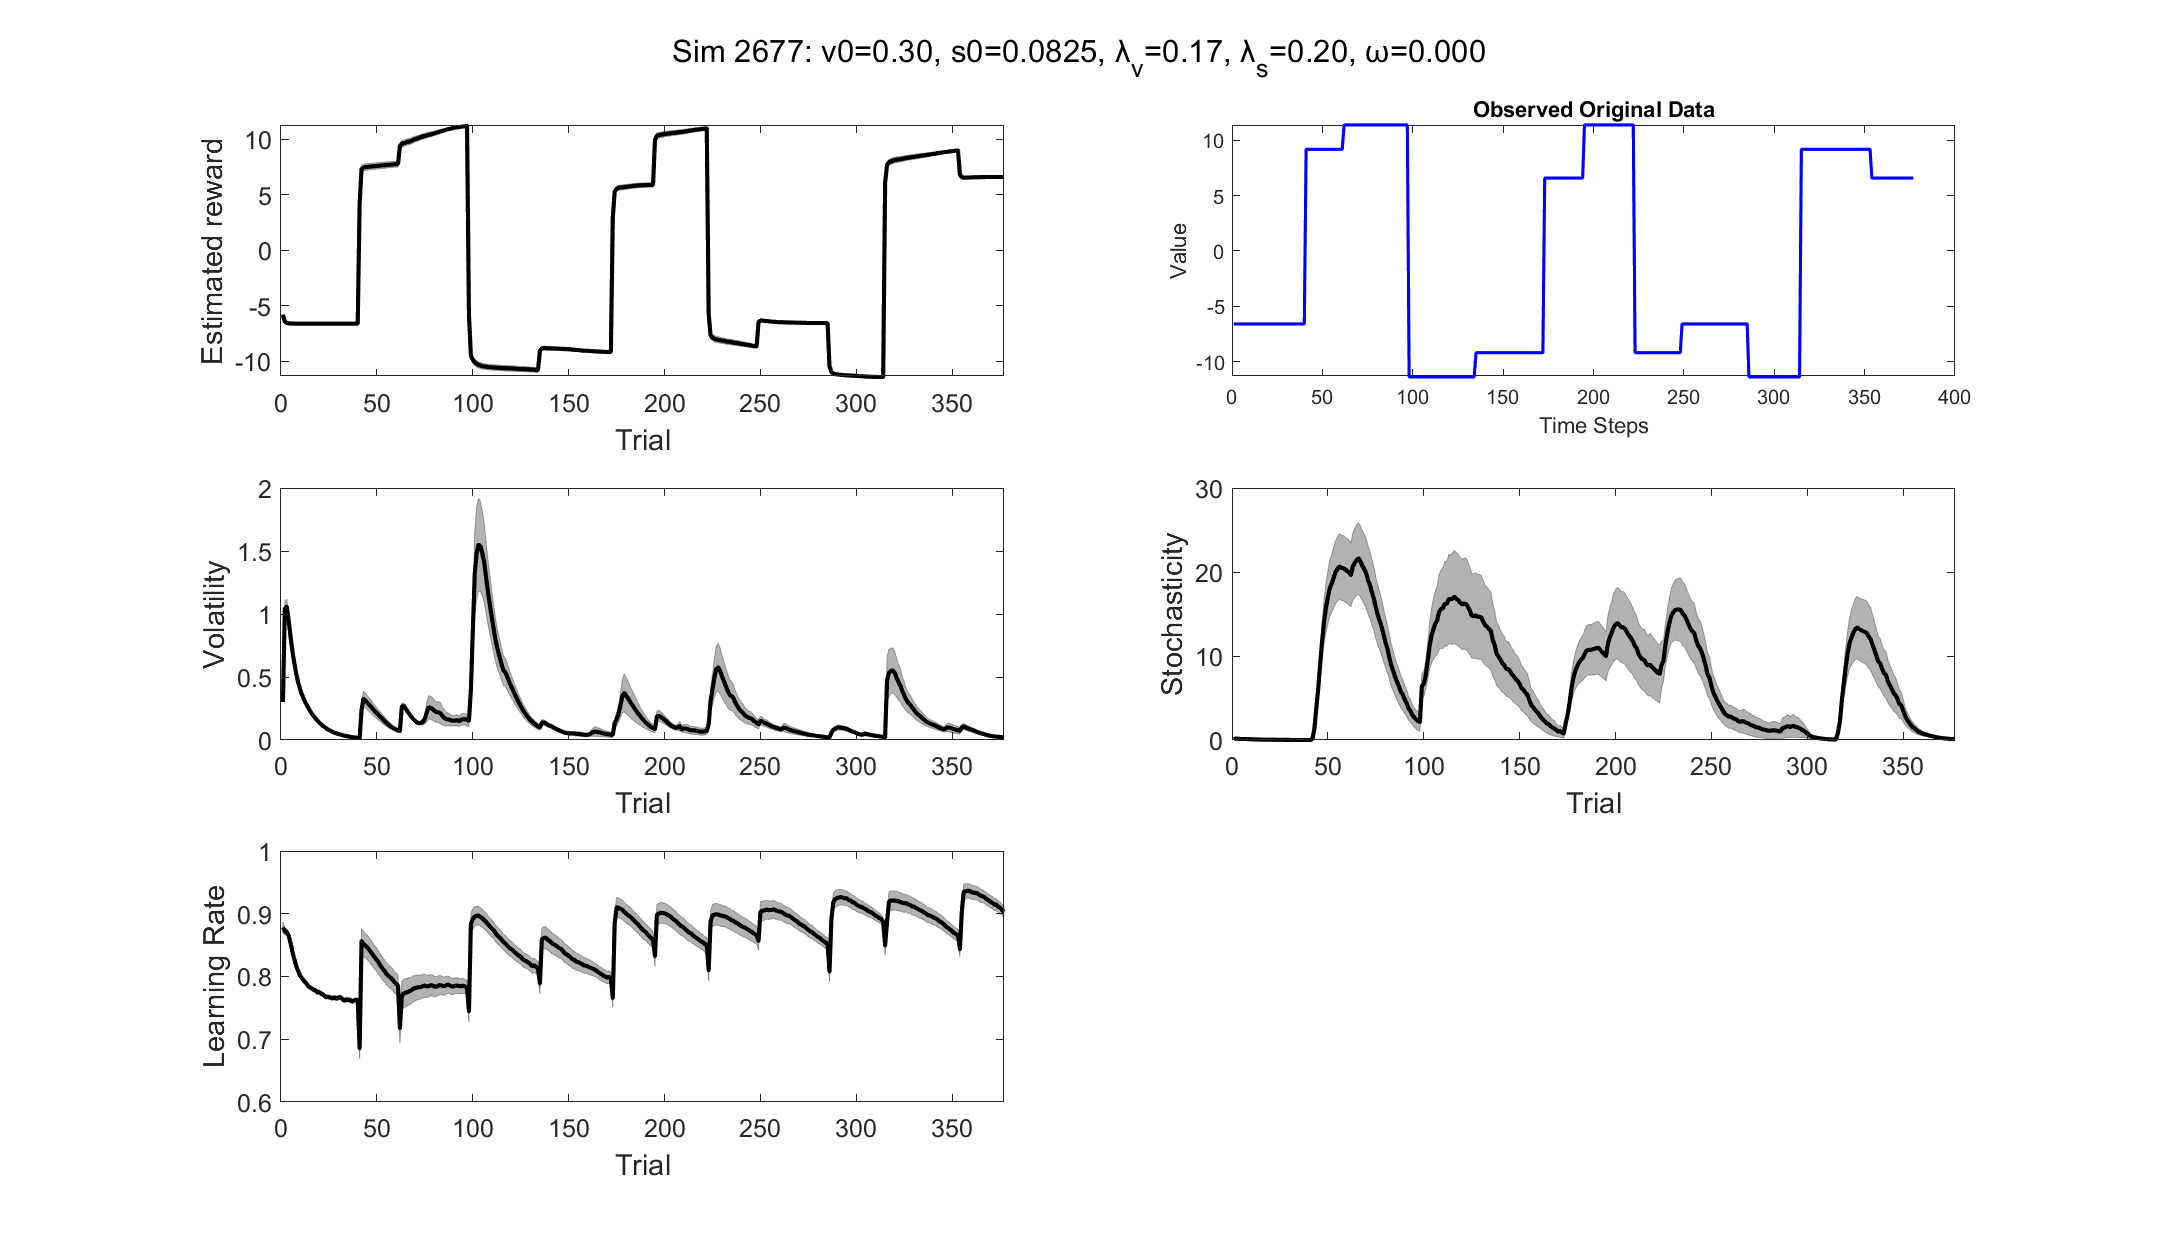 Sim 2677: v0=0.30, s0=0.0825, λ_v=0.17, λ_s=0.20, ω=0.000
Estimated reward
10
5
0
-5
-10
0 50 100 150 200 250 300 350
Trial
Observed Original Data
Value
10
5
0
-5
-10
0 50 100 150 200 250 300 350 400
Time Steps
Volatility
2
1.5
1
0.5
0
0 50 100 150 200 250 300 350
Trial
Stochasticity
30
20
10
0
0 50 100 150 200 250 300 350
Trial
Learning Rate
1
0.9
0.8
0.7
0.6
0 50 100 150 200 250 300 350
Trial